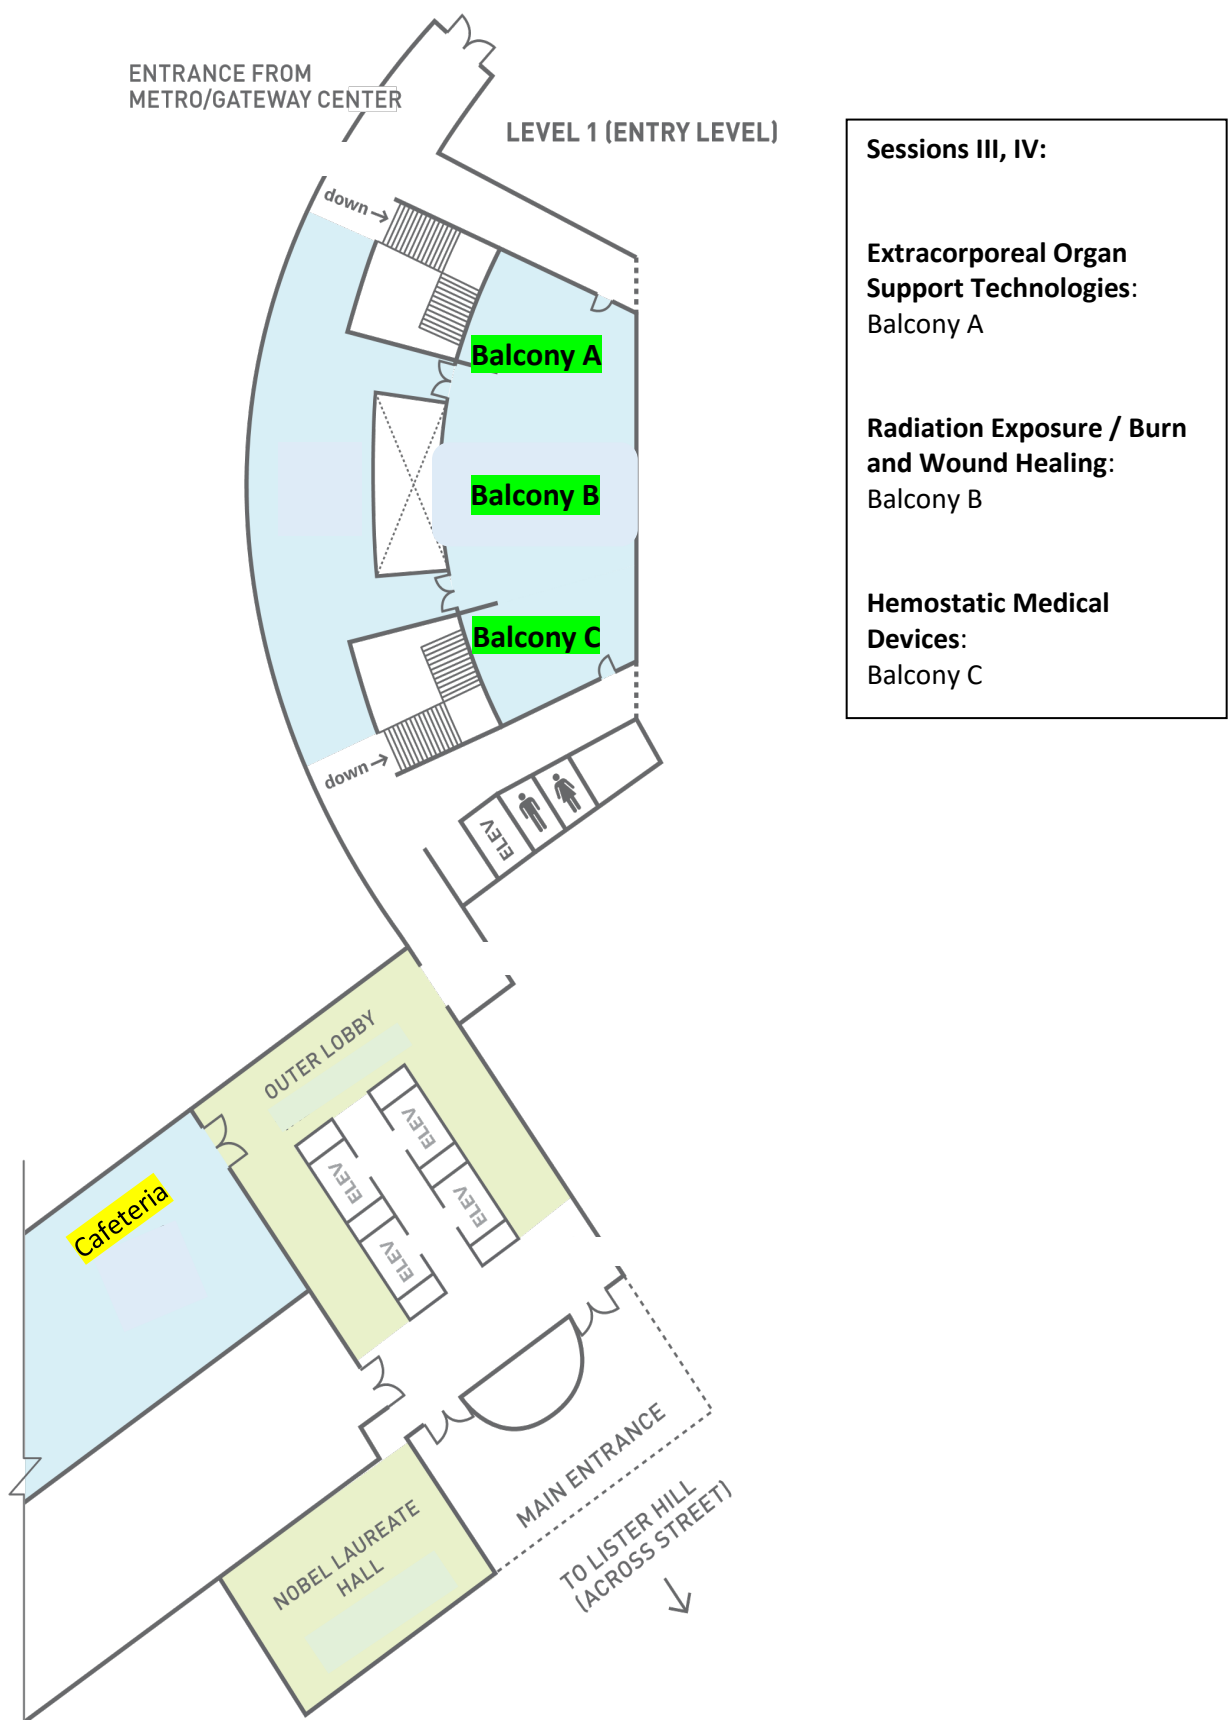 ENTRANCE FROM
METRO/GATEWAY CENTER
LEVEL 1 (ENTRY LEVEL)
Sessions III, IV:
Extracorporeal Organ
Support Technologies:
Balcony A
Radiation Exposure / Burn
and Wound Healing:
Balcony B
Hemostatic Medical
Devices:
Balcony C
down
Balcony A
Balcony B
Balcony C
down
ELEV
OUTER LOBBY
ELEV
ELEV
ELEV
ELEV
Cafeteria
MAIN ENTRANCE
TO LISTER HILL
(ACROSS STREET)
NOBEL LAUREATE
HALL